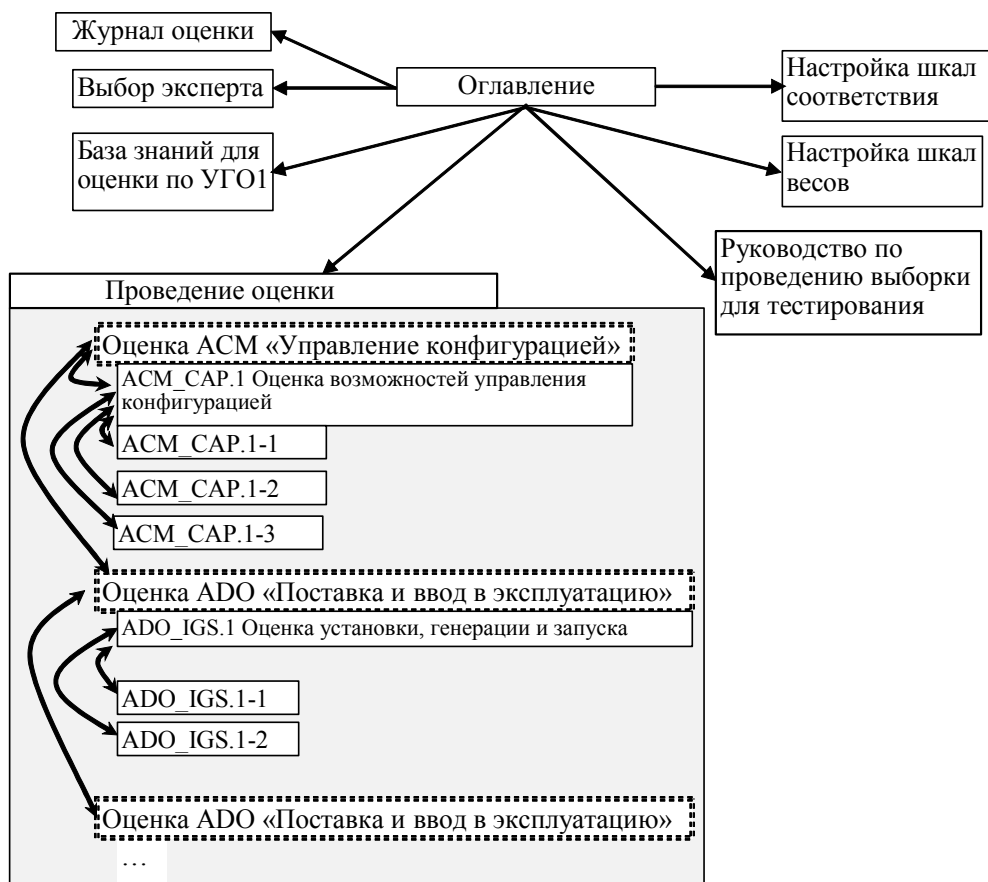 Журнал оценки
Выбор эксперта
База знаний для
оценки по УГО1
Оглавление
Настройка шкал
соответствия
Настройка шкал
весов
Руководство по
проведению выборки
для тестирования
Проведение оценки
Оценка ACM «Управление конфигурацией»
ACM_CAP.1 Оценка возможностей управления
конфигурацией
ACM_CAP.1-1
ACM_CAP.1-2
ACM_CAP.1-3
Оценка ADO «Поставка и ввод в эксплуатацию»
ADO_IGS.1 Оценка установки, генерации и запуска
ADO_IGS.1-1
ADO_IGS.1-2
Оценка ADO «Поставка и ввод в эксплуатацию»
…